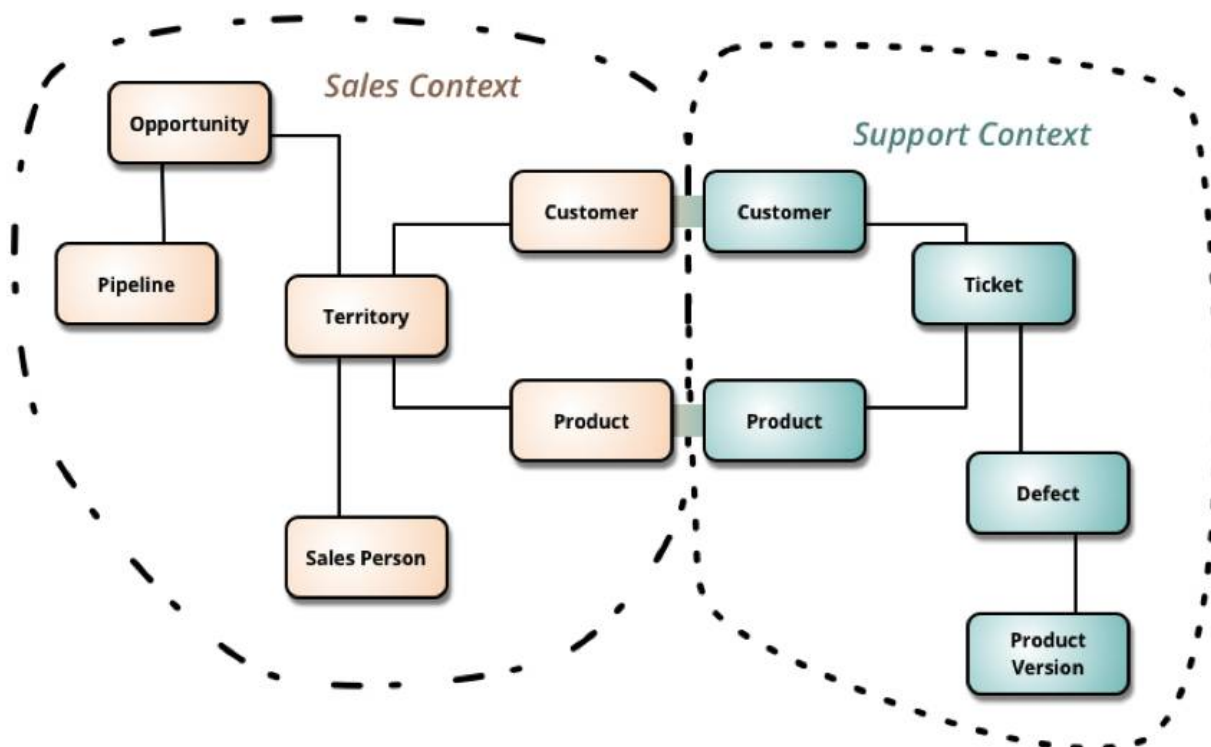 Sales Context
Opportunity
Support Context
Customer
Customer
Pipeline
Ticket
Territory
Product
Product
Defect
Sales Person
Product
Version